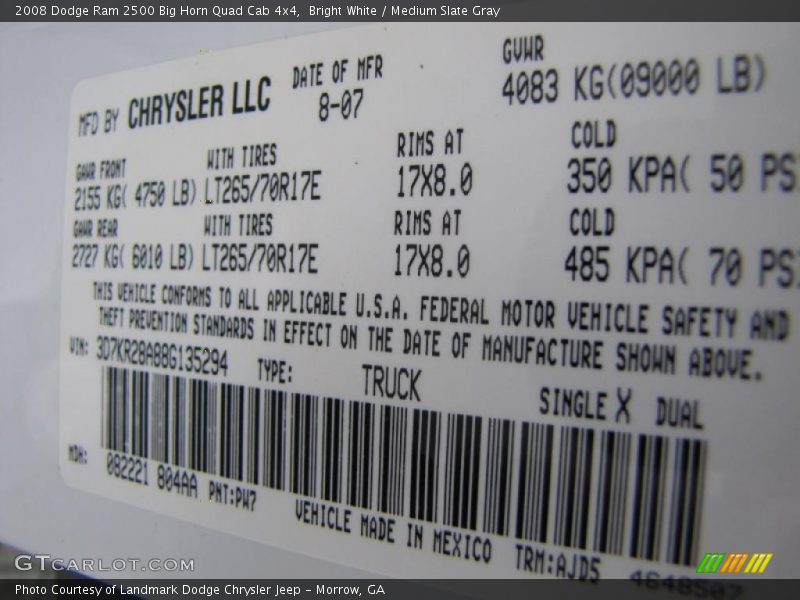 2008 Dodge Ram 2500 Big Horn Quad Cab 4x4, Bright White / Medium Slate Gray
MFD BY CHRYSLER LLC DATE OF MFR GVWR
8-07 4083 KG(09000 LB)
GAWR FRONT WITH TIRES RIMS AT COLD
2155 KG( 4750 LB) LT265/70R17E 17X8.0 350 KPA( 50 PS
GAWR REAR WITH TIRES RIMS AT COLD
2727 KG( 6010 LB) LT265/70R17E 17X8.0 485 KPA( 70 PS
THIS VEHICLE CONFORMS TO ALL APPLICABLE U.S.A. FEDERAL MOTOR VEHICLE SAFETY AND
THEFT PREVENTION STANDARDS IN EFFECT ON THE DATE OF MANUFACTURE SHOWN ABOVE.
VIN: 3D7KR28A88G135294 TYPE: TRUCK SINGLE X DUAL
MDH: 082221 804AA PNT:PW7
VEHICLE MADE IN MEXICO TRM:AJD5
GTCARLOT.COM
Photo Courtesy of Landmark Dodge Chrysler Jeep - Morrow, GA